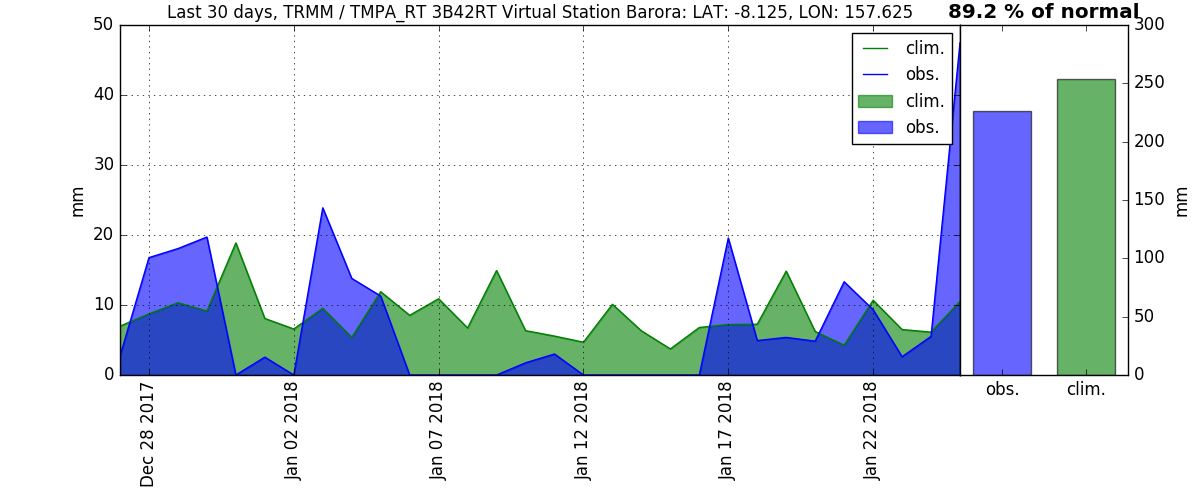 Last 30 days, TRMM / TMPA_RT 3B42RT Virtual Station Barora: LAT: -8.125, LON: 157.625
89.2 % of normal
50
40
30
20
10
0
mm
clim.
obs.
clim.
obs.
300
250
200
150
100
50
0
mm
Dec 28 2017
Jan 02 2018
Jan 07 2018
Jan 12 2018
Jan 17 2018
Jan 22 2018
obs.
clim.